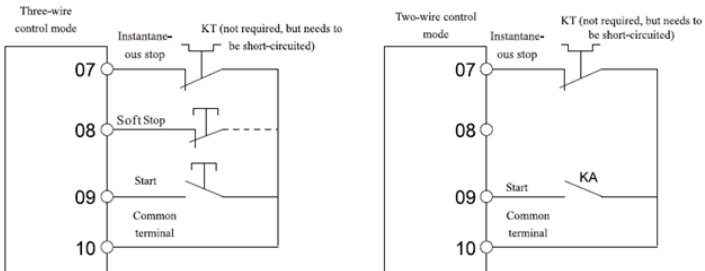 Three-wire
control mode
Instantane-
ous stop
KT (not required, but needs to
be short-circuited)
07
08
Soft Stop
09
Start
Common
terminal
10
Two-wire control
mode
Instantane-
ous stop
KT (not required, but needs to
be short-circuited)
07
08
09
Start
KA
Common
terminal
10